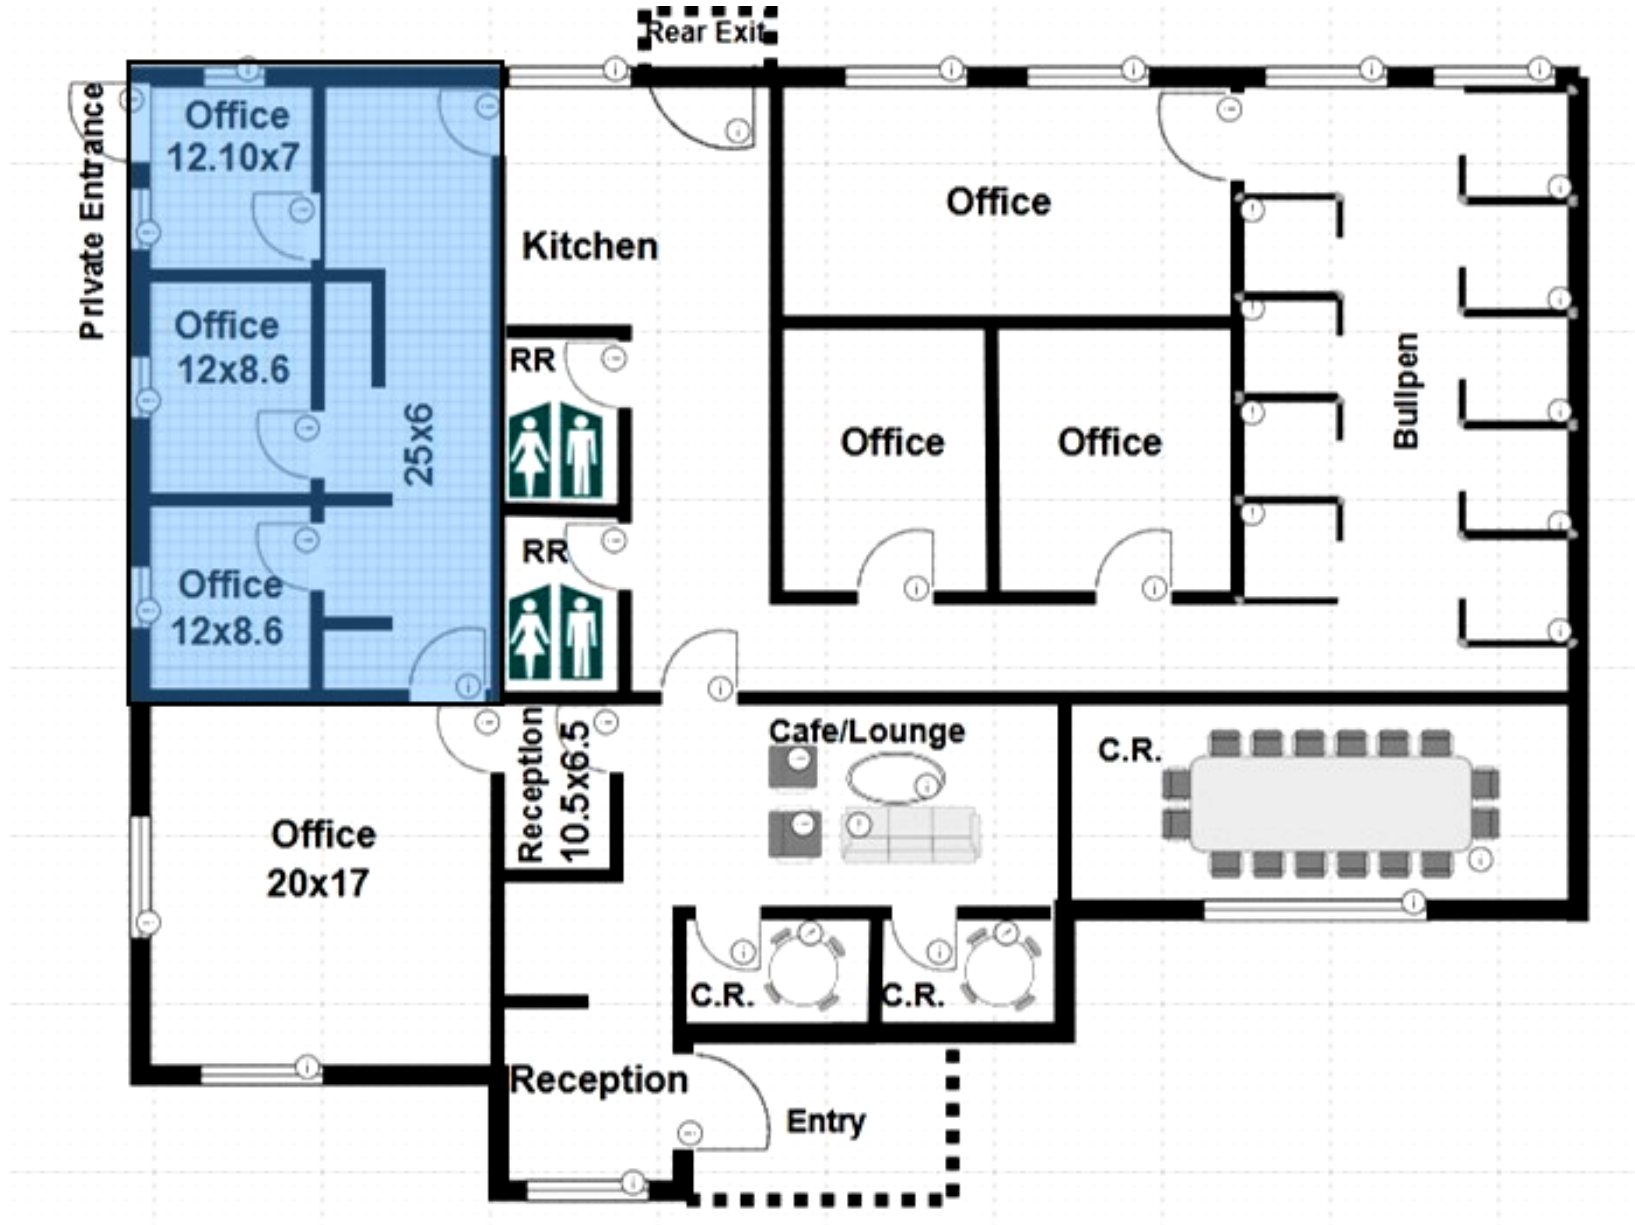 Rear Exit
Private Entrance
Office
12.10x7
Office
12x8.6
25x6
Office
12x8.6
Kitchen
RR
RR
Office
Office
Office
Bullpen
Office
20x17
Reception
10.5x6.5
Cafe/Lounge
C.R.
C.R.
C.R.
Reception
Entry